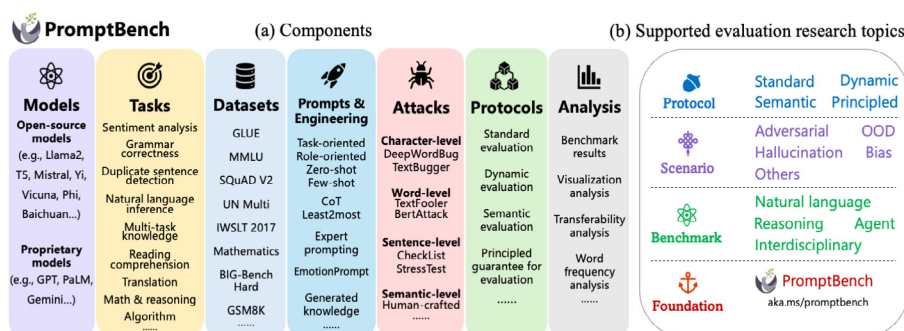 PromptBench
(a) Components
(b) Supported evaluation research topics
Models
Open-source
models
(e.g., Llama2,
T5, Mistral, Yi,
Vicuna, Phi,
Baichuan...)
Proprietary
models
(e.g., GPT, PaLM,
Gemini...)
Tasks
Sentiment analysis
Grammar
correctness
Duplicate sentence
detection
Natural language
inference
Multi-task
knowledge
Reading
comprehension
Translation
Math & reasoning
Algorithm
......
Datasets
GLUE
MMLU
SQuAD V2
UN Multi
IWSLT 2017
Mathematics
BIG-Bench
Hard
GSM8K
......
Prompts &
Engineering
Task-oriented
Role-oriented
Zero-shot
Few-shot
CoT
Least2most
Expert
prompting
EmotionPrompt
Generated
knowledge
......
Attacks
Character-level
DeepWordBug
TextBugger
Word-level
TextFooler
BertAttack
Sentence-level
CheckList
StressTest
Semantic-level
Human-crafted
......
Protocols
Standard
evaluation
Dynamic
evaluation
Semantic
evaluation
Principled
guarantee for
evaluation
......
Analysis
Benchmark
results
Visualization
analysis
Transferability
analysis
Word
frequency
analysis
......
Protocol
Standard Dynamic
Semantic Principled
Scenario
Adversarial OOD
Hallucination Bias
Others
Benchmark
Natural language
Reasoning Agent
Interdisciplinary
Foundation
PromptBench
aka.ms/promptbench